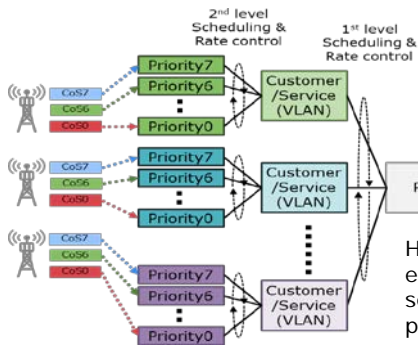 2nd level
Scheduling &
Rate control
1st level
Scheduling &
Rate control
CoS7
CoS6
CoS0
Priority7
Priority6
Priority0
Customer
/Service
(VLAN)
CoS7
CoS6
CoS0
Priority7
Priority6
Priority0
Customer
/Service
(VLAN)
CoS7
CoS6
CoS0
Priority7
Priority6
Priority0
Customer
/Service
(VLAN)